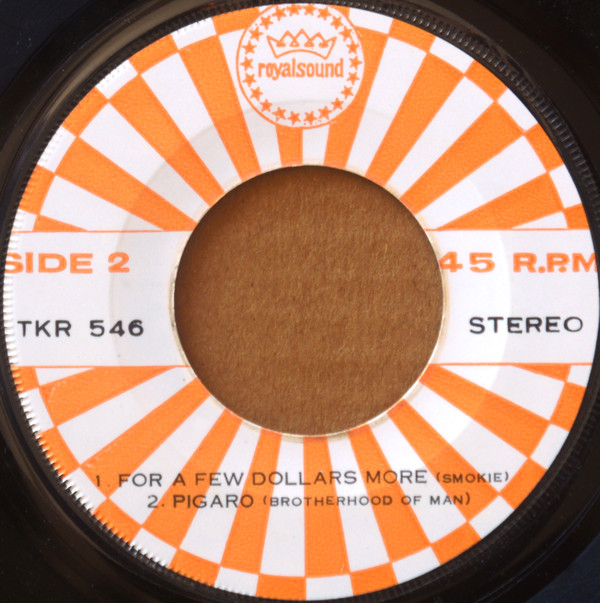 royalsound
SIDE 2
45 R.P.M
TKR 546
STEREO
1. FOR A FEW DOLLARS MORE (SMOKIE)
2. PIGARO (BROTHERHOOD OF MAN)